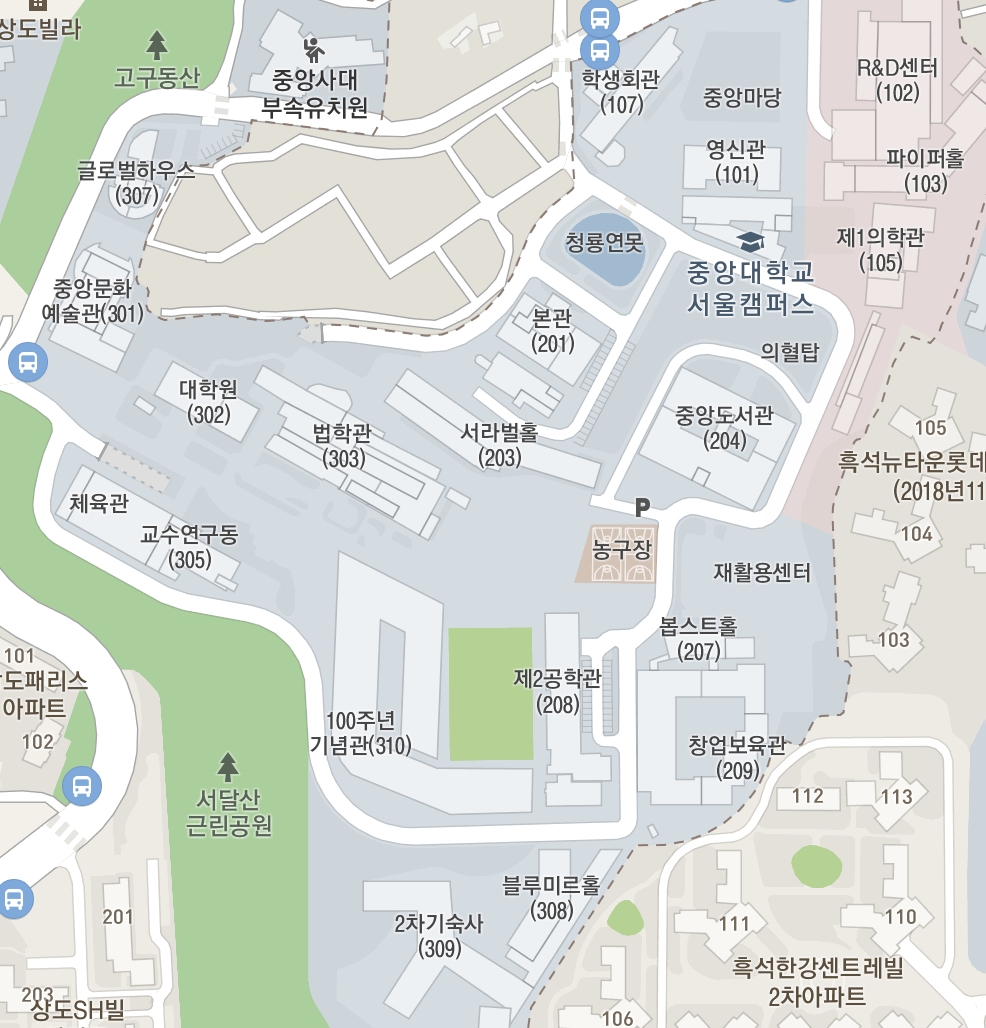 상도빌라
고구동산
중앙사대
부속유치원
학생회관
(107)
중앙마당
R&D센터
(102)
영신관
(101)
파이퍼홀
(103)
글로벌하우스
(307)
청룡연못
제1의학관
(105)
중앙대학교
서울캠퍼스
중앙문화
예술관(301)
본관
(201)
의혈탑
대학원
(302)
법학관
(303)
서라벌홀
(203)
중앙도서관
(204)
105
흑석뉴타운롯데
(2018년11
체육관
교수연구동
(305)
P
농구장
104
재활용센터
봅스트홀
(207)
103
101
도패리스
아파트
102
제2공학관
(208)
100주년
기념관(310)
창업보육관
(209)
서달산
근린공원
112
113
블루미르홀
(308)
2차기숙사
(309)
201
111
110
흑석한강센트레빌
2차아파트
203
상도SH빌
106